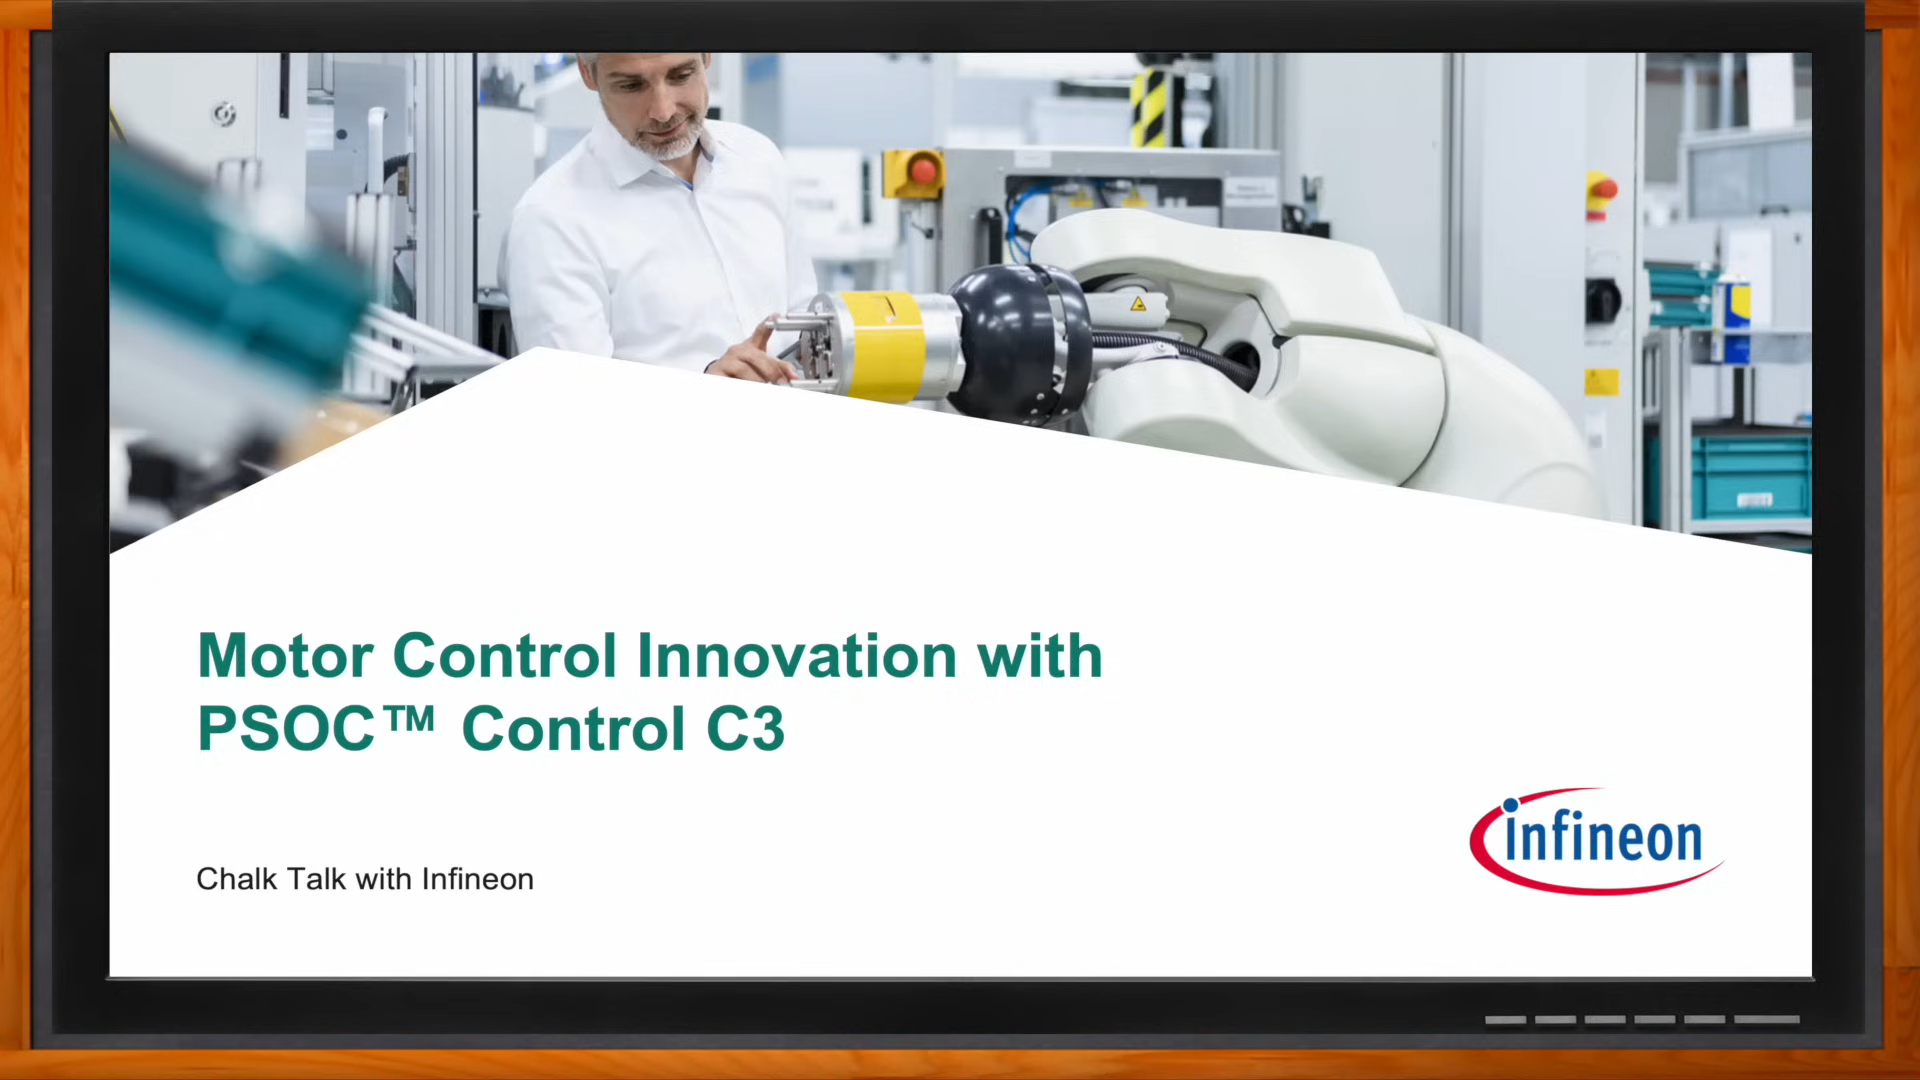 Motor Control Innovation with
PSOC™ Control C3
Chalk Talk with Infineon
infineon